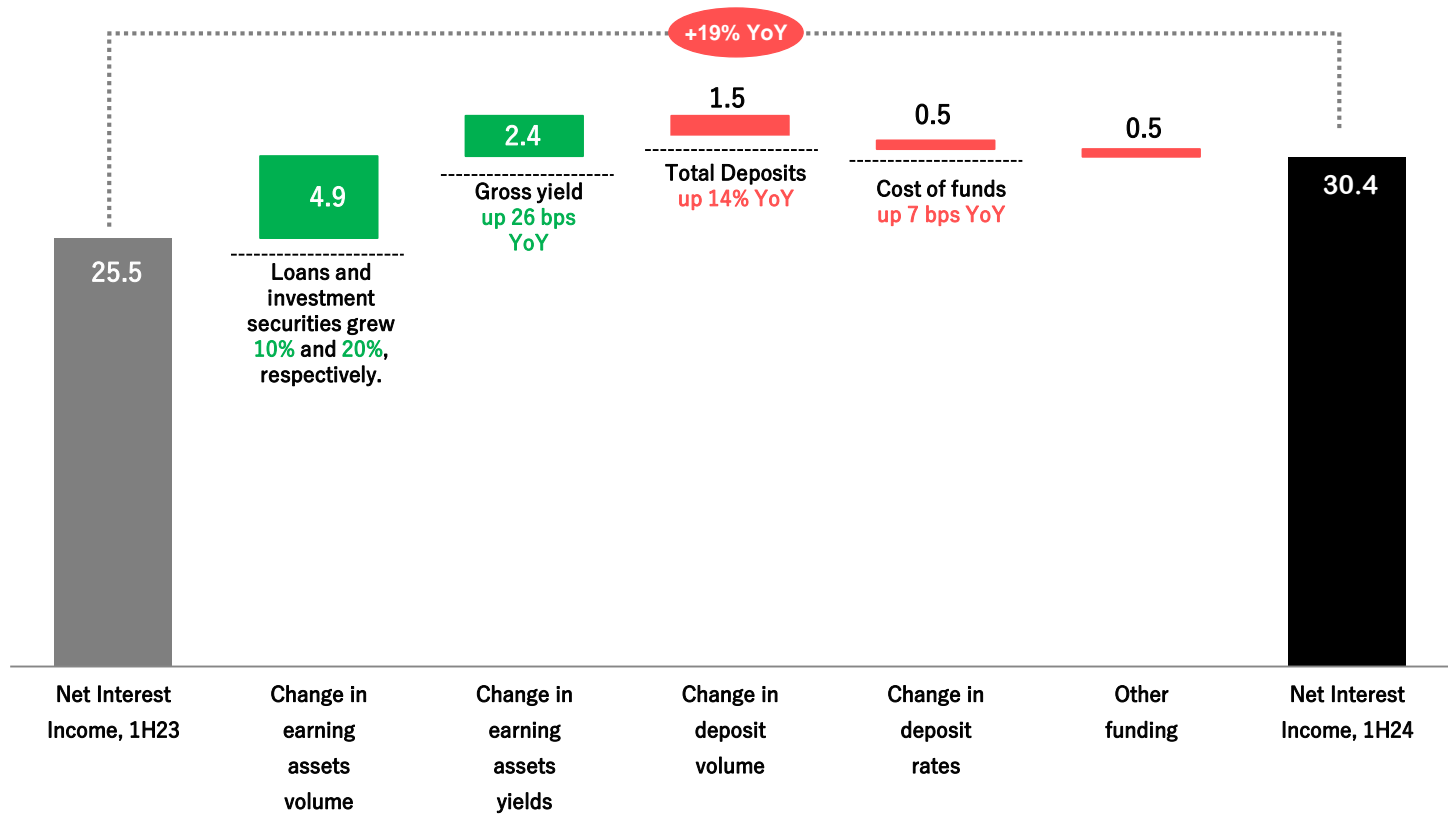 +19% YoY
25.5
4.9
Loans and
investment
securities grew
10% and 20%,
respectively.
2.4
Gross yield
up 26 bps
YoY
1.5
Total Deposits
up 14% YoY
0.5
Cost of funds
up 7 bps YoY
0.5
30.4
Net Interest
Income, 1H23
Change in
earning
assets
volume
Change in
earning
assets
yields
Change in
deposit
volume
Change in
deposit
rates
Other
funding
Net Interest
Income, 1H24